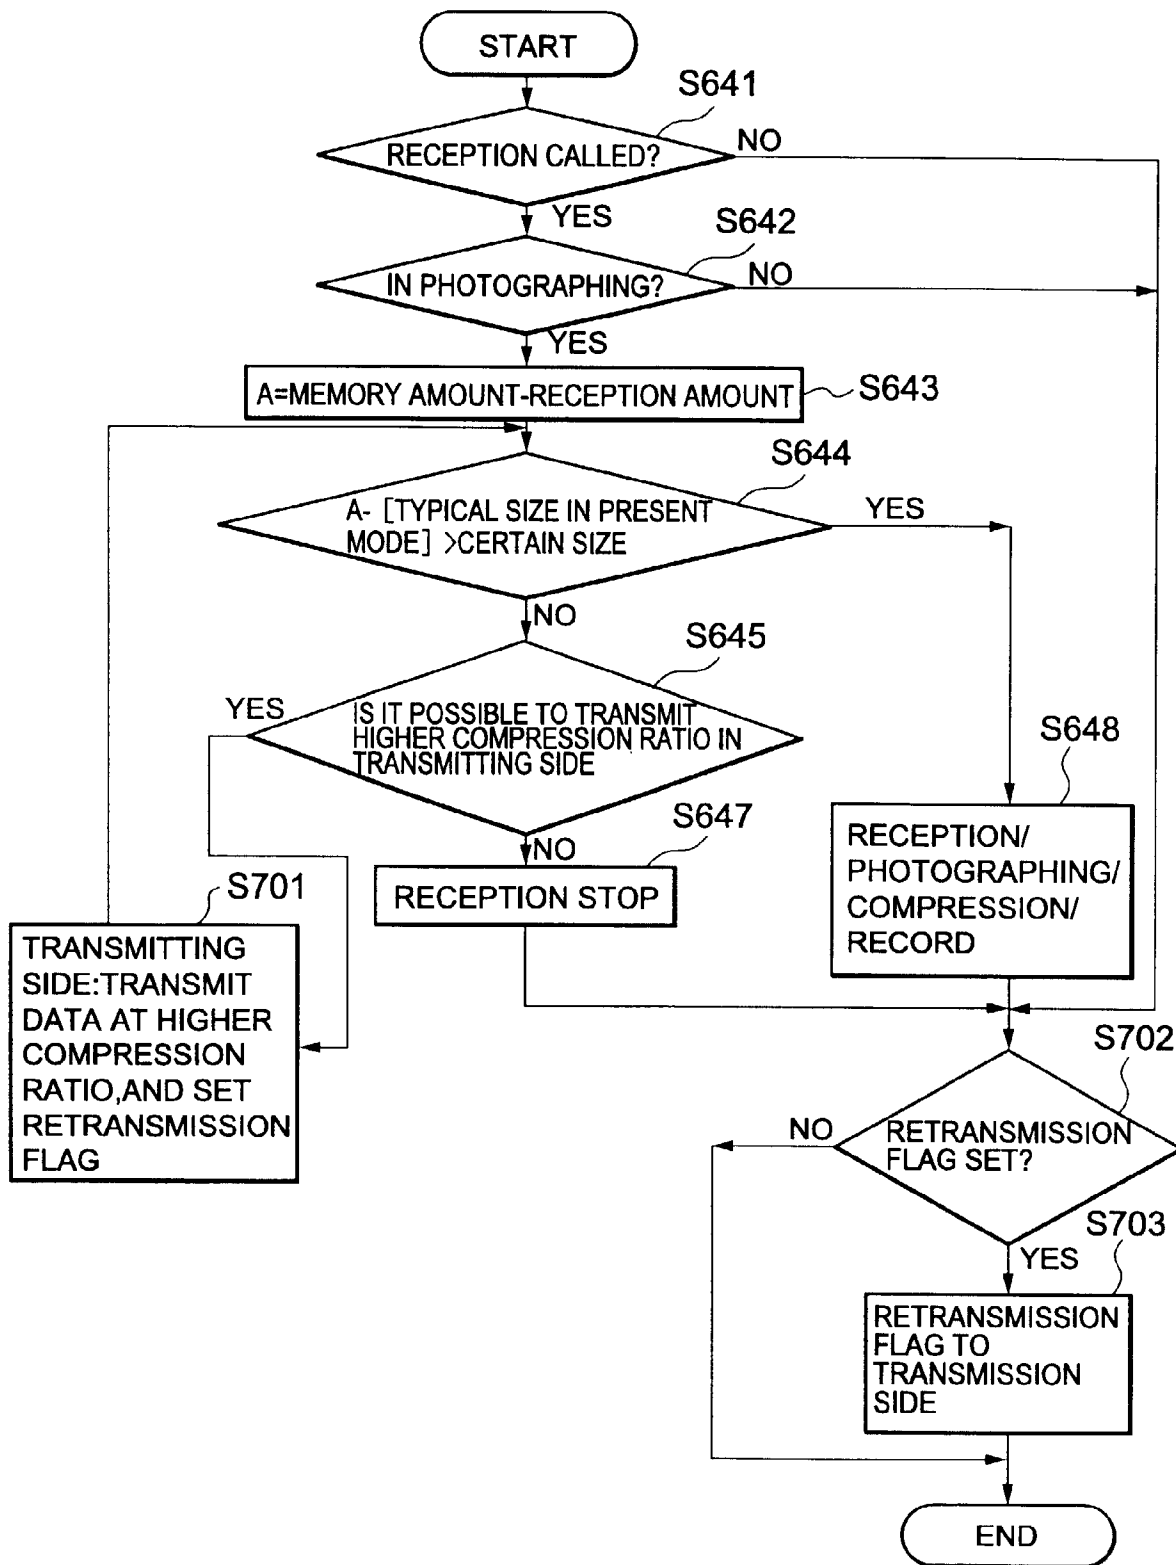 START
S641
RECEPTION CALLED?
NO
YES
S642
IN PHOTOGRAPHING?
NO
YES
A=MEMORY AMOUNT-RECEPTION AMOUNT
S643
S644
A- [TYPICAL SIZE IN PRESENT
MODE] >CERTAIN SIZE
YES
NO
S645
YES
IS IT POSSIBLE TO TRANSMIT
HIGHER COMPRESSION RATIO IN
TRANSMITTING SIDE
S648
S647
NO
RECEPTION STOP
RECEPTION/
PHOTOGRAPHING/
COMPRESSION/
RECORD
S701
TRANSMITTING
SIDE:TRANSMIT
DATA AT HIGHER
COMPRESSION
RATIO,AND SET
RETRANSMISSION
FLAG
S702
NO
RETRANSMISSION
FLAG SET?
S703
YES
RETRANSMISSION
FLAG TO
TRANSMISSION
SIDE
END